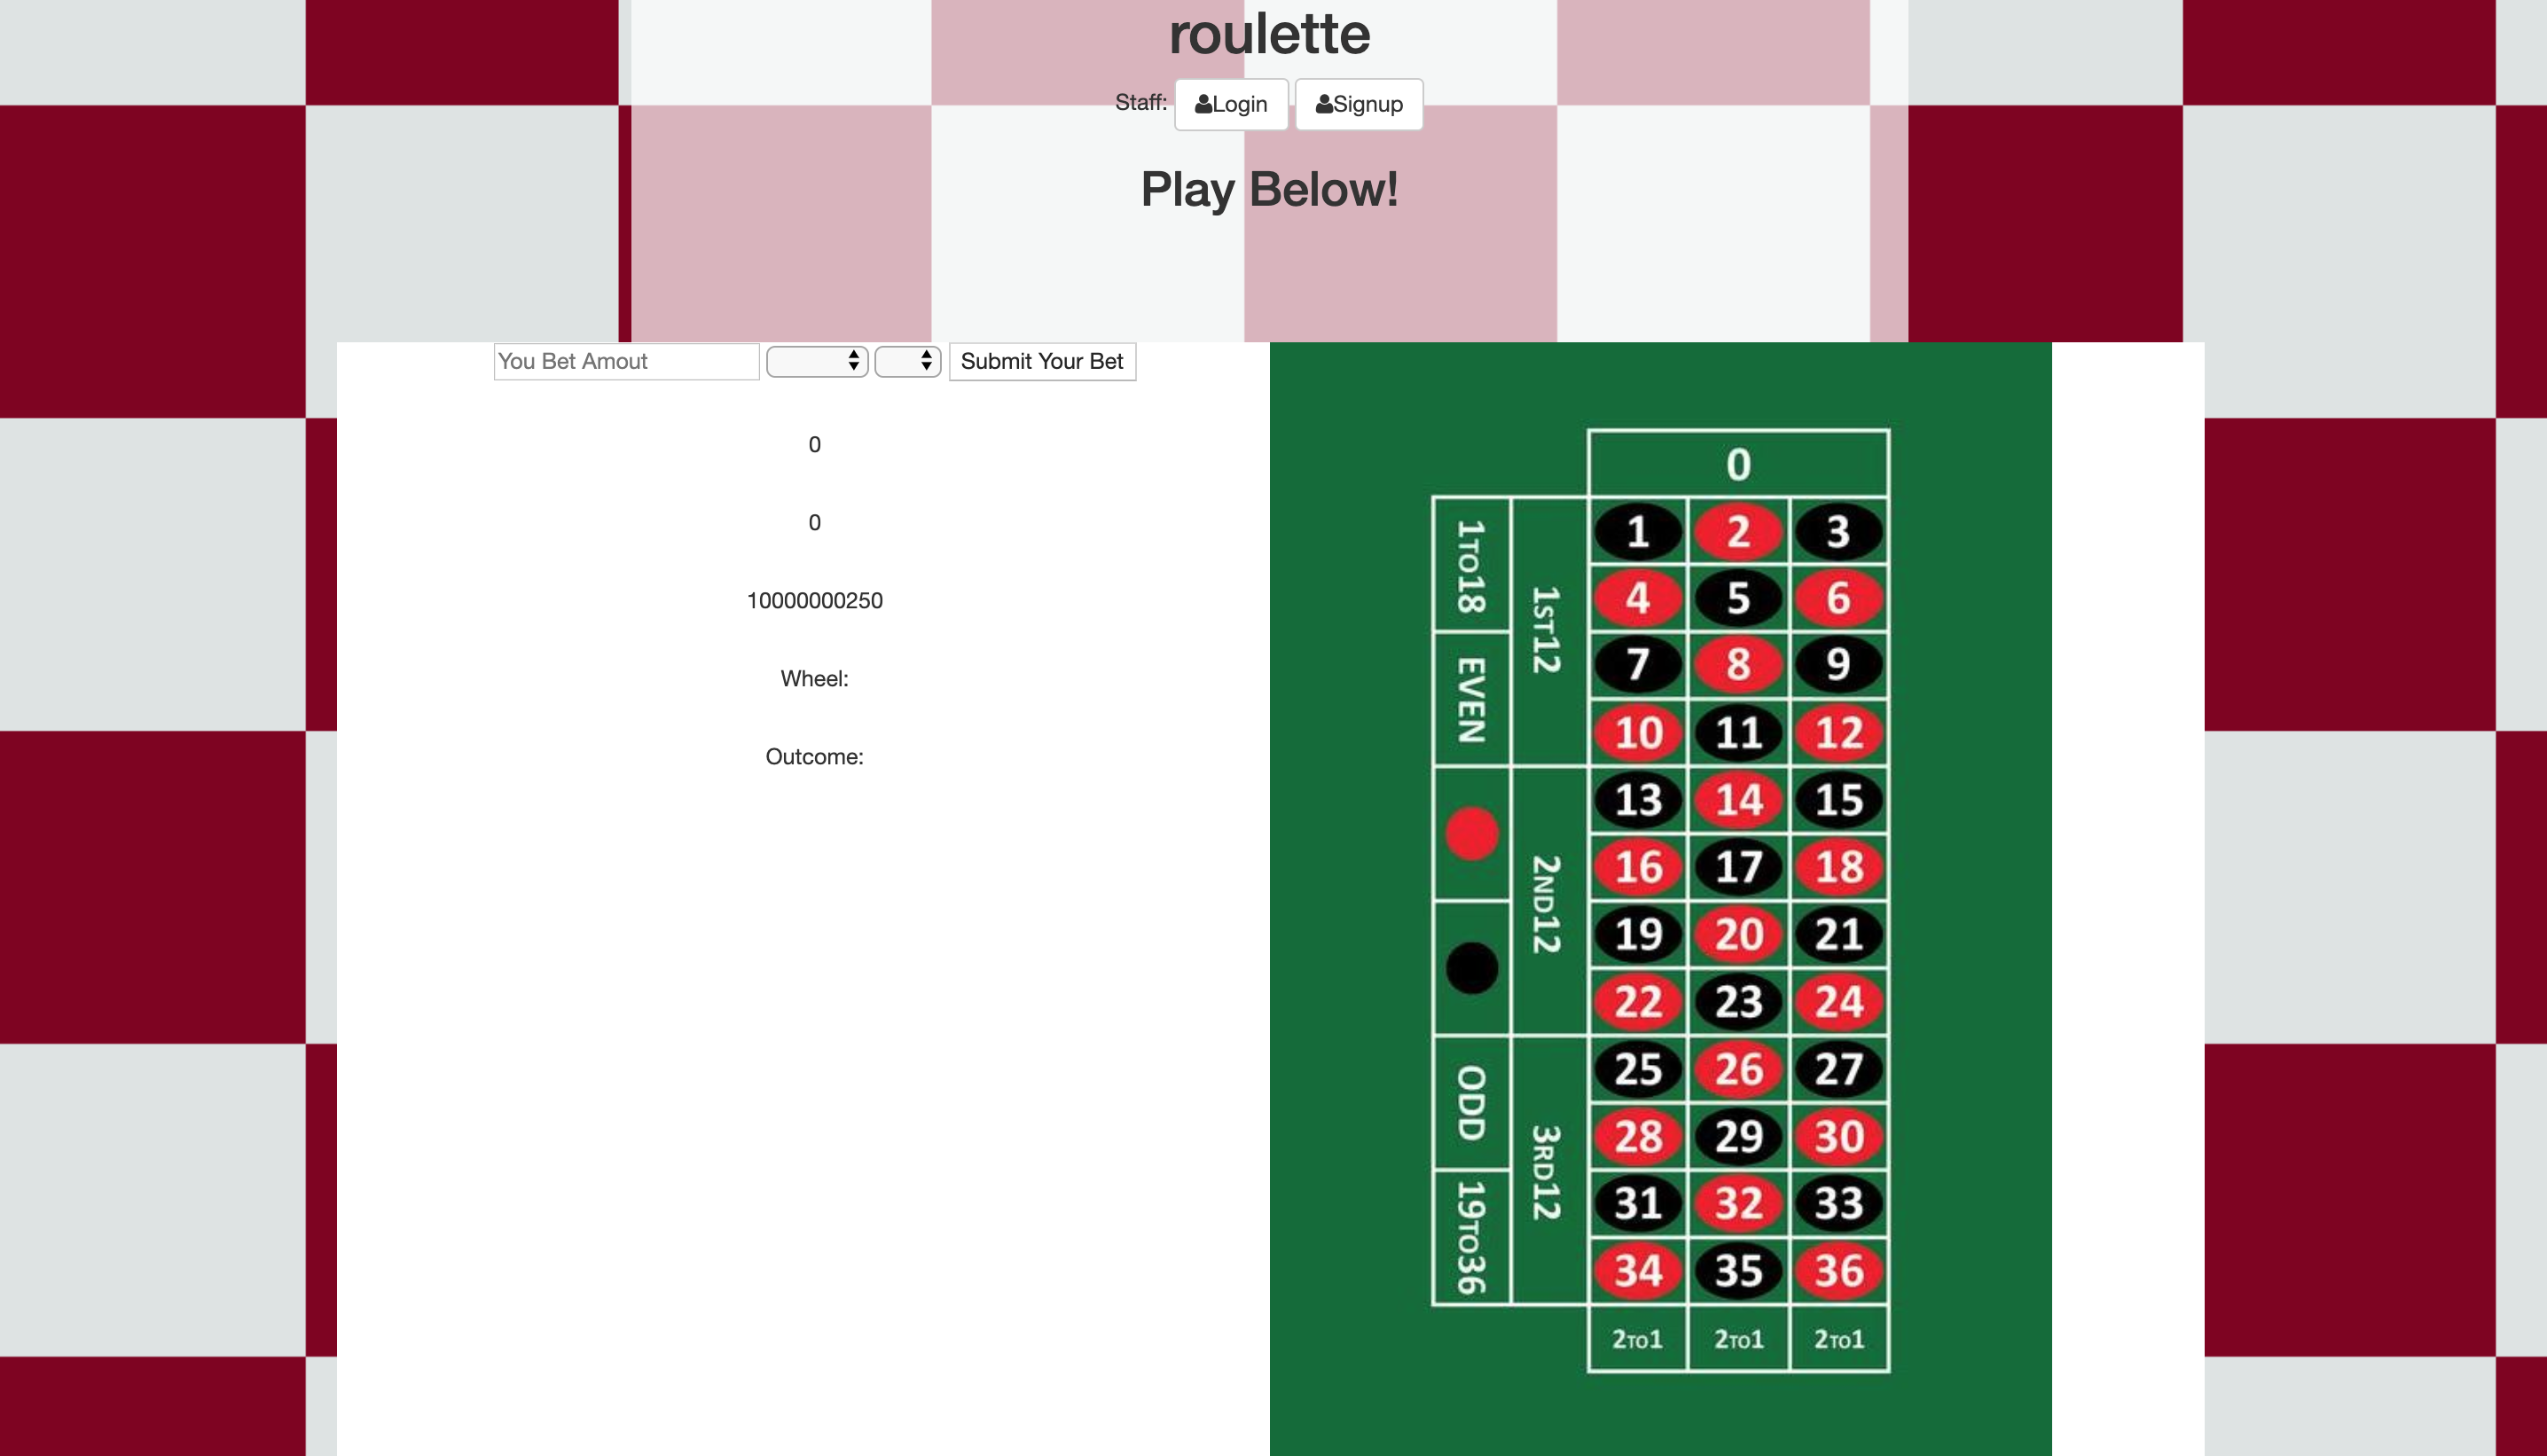 roulette
Staff: Login Signup
Play Below!
You Bet Amout Submit Your Bet
0
0
10000000250
Wheel:
Outcome:
0
1TO18
EVEN
ODD
19TO36
1ST12
2ND12
3RD12
1 2 3
4 5 6
7 8 9
10 11 12
13 14 15
16 17 18
19 20 21
22 23 24
25 26 27
28 29 30
31 32 33
34 35 36
2TO1 2TO1 2TO1